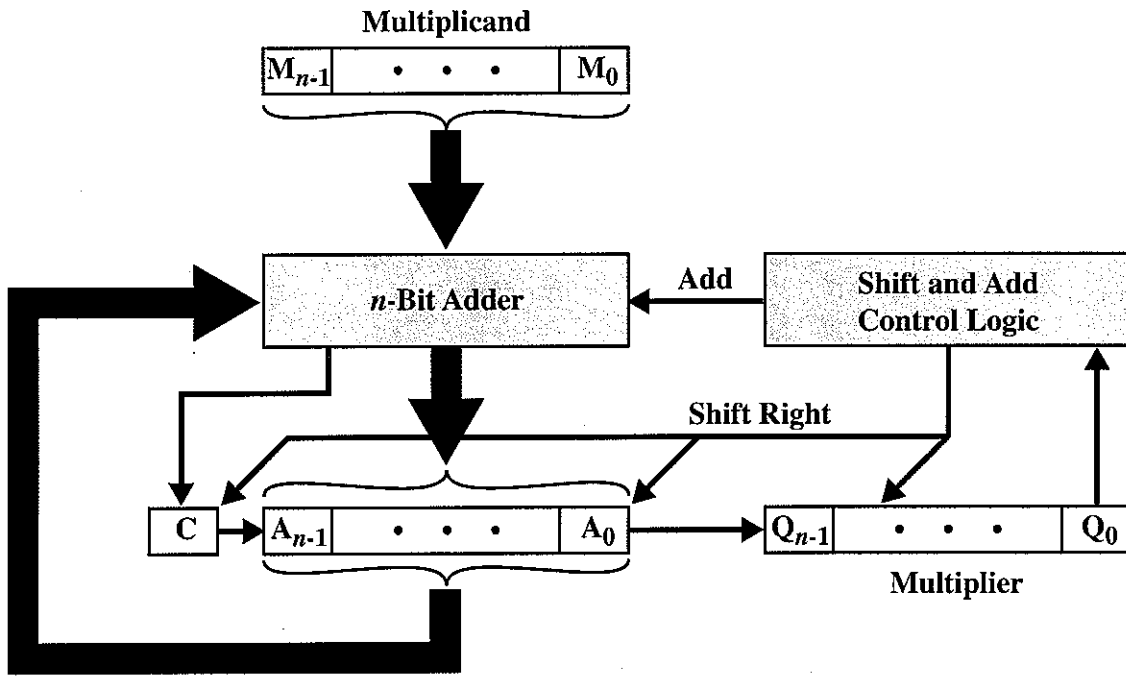 Multiplicand
Mn-1 • • • M0
n-Bit Adder
Add
Shift and Add
Control Logic
Shift Right
C
An-1 • • • A0
Qn-1 • • • Q0
Multiplier